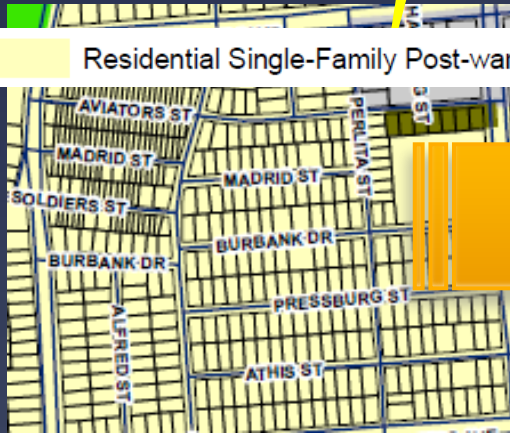 Residential Single-Family Post-war
AVIATORS ST
PERLITA ST
G ST
MADRID ST
MADRID ST
SOLDIERS ST
BURBANK DR
BURBANK DR
PRESSBURG ST
ALFRED ST
ATHIS ST